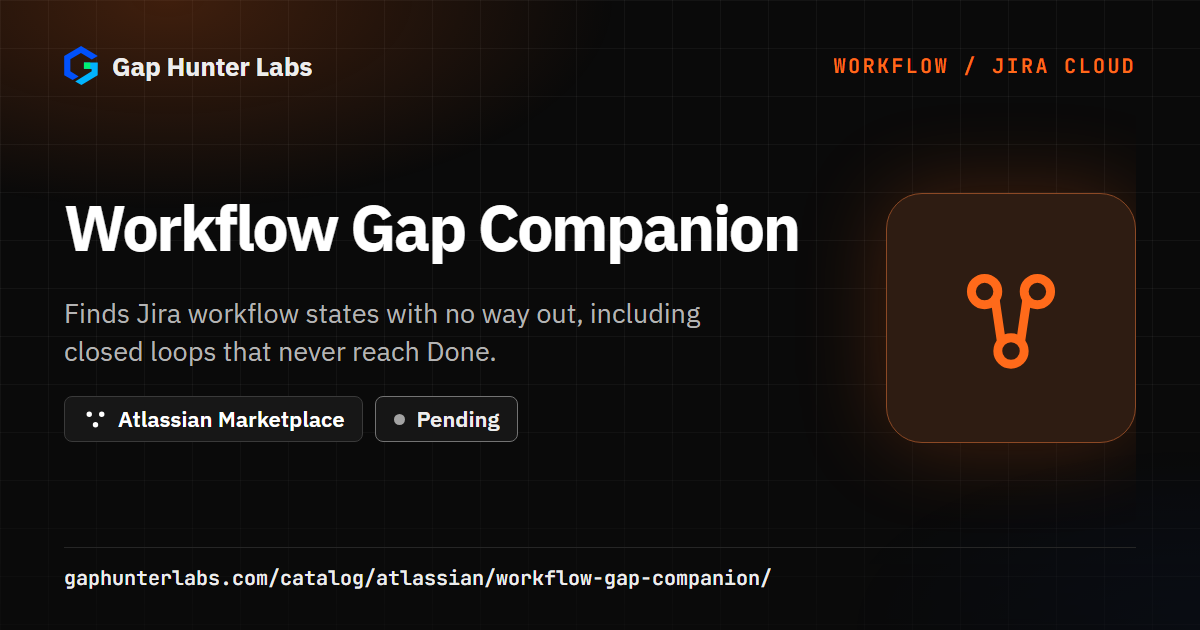 Gap Hunter Labs
WORKFLOW / JIRA CLOUD
Workflow Gap Companion
Finds Jira workflow states with no way out, including
closed loops that never reach Done.
Atlassian Marketplace
Pending
gaphunterlabs.com/catalog/atlassian/workflow-gap-companion/